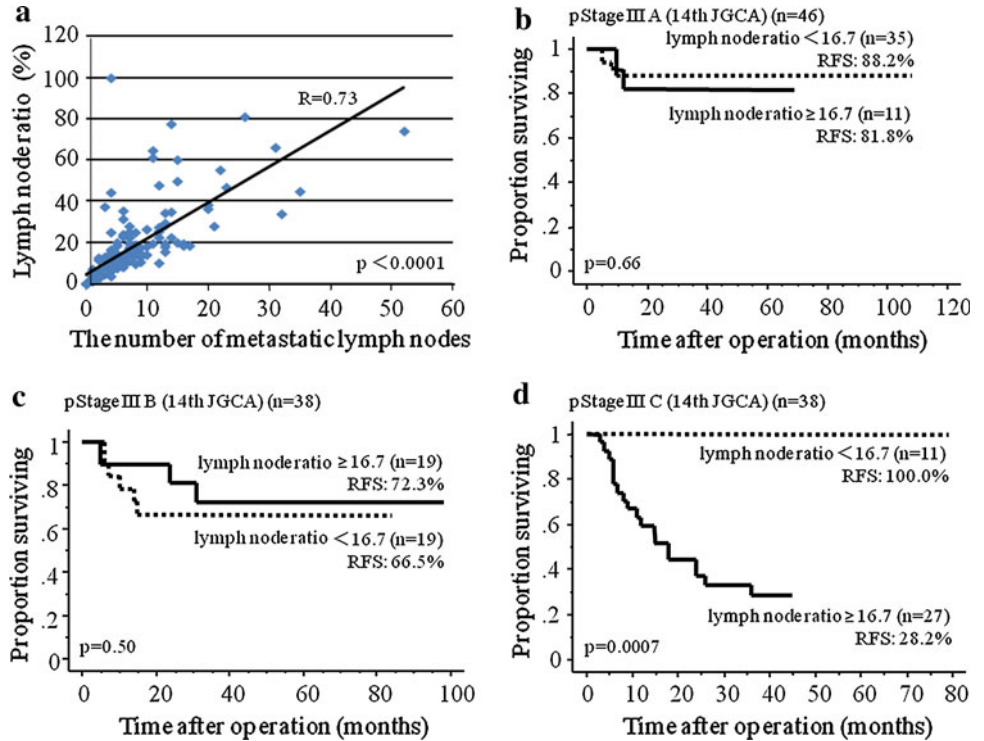 a
120
100
80
60
40
20
0
Lymph node ratio (%)
R=0.73
p <0.0001
0 10 20 30 40 50 60
The number of metastatic lymph nodes
b
pStage III A (14th JGCA) (n=46)
lymph node ratio <16.7 (n=35)
RFS: 88.2%
lymph node ratio ≥ 16.7 (n=11)
RFS: 81.8%
1
.8
.6
.4
.2
0
Proportion surviving
p=0.66
0 20 40 60 80 100 120
Time after operation (months)
c
pStage III B (14th JGCA) (n=38)
lymph node ratio ≥16.7 (n=19)
RFS: 72.3%
lymph node ratio <16.7 (n=19)
RFS: 66.5%
1
.8
.6
.4
.2
0
Proportion surviving
p=0.50
0 20 40 60 80 100
Time after operation (months)
d
pStage III C (14th JGCA) (n=38)
lymph node ratio <16.7 (n=11)
RFS: 100.0%
lymph node ratio ≥16.7 (n=27)
RFS: 28.2%
1
.8
.6
.4
.2
0
Proportion surviving
p=0.0007
0 10 20 30 40 50 60 70 80
Time after operation (months)